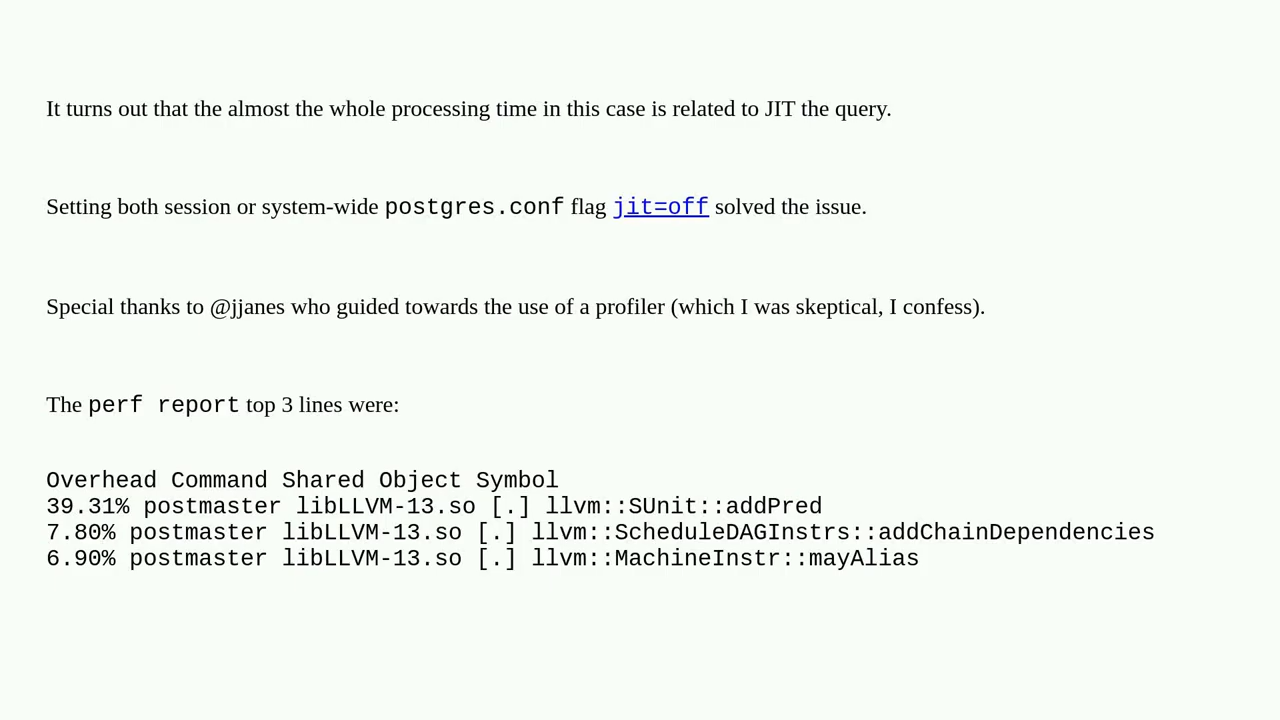 It turns out that the almost the whole processing time in this case is related to JIT the query.
Setting both session or system-wide postgres.conf flag jit=off solved the issue.
Special thanks to @jjanes who guided towards the use of a profiler (which I was skeptical, I confess).
The perf report top 3 lines were:
Overhead Command Shared Object Symbol
39.31% postmaster libLLVM-13.so [.] llvm::SUnit::addPred
7.80% postmaster libLLVM-13.so [.] llvm::ScheduleDAGInstrs::addChainDependencies
6.90% postmaster libLLVM-13.so [.] llvm::MachineInstr::mayAlias